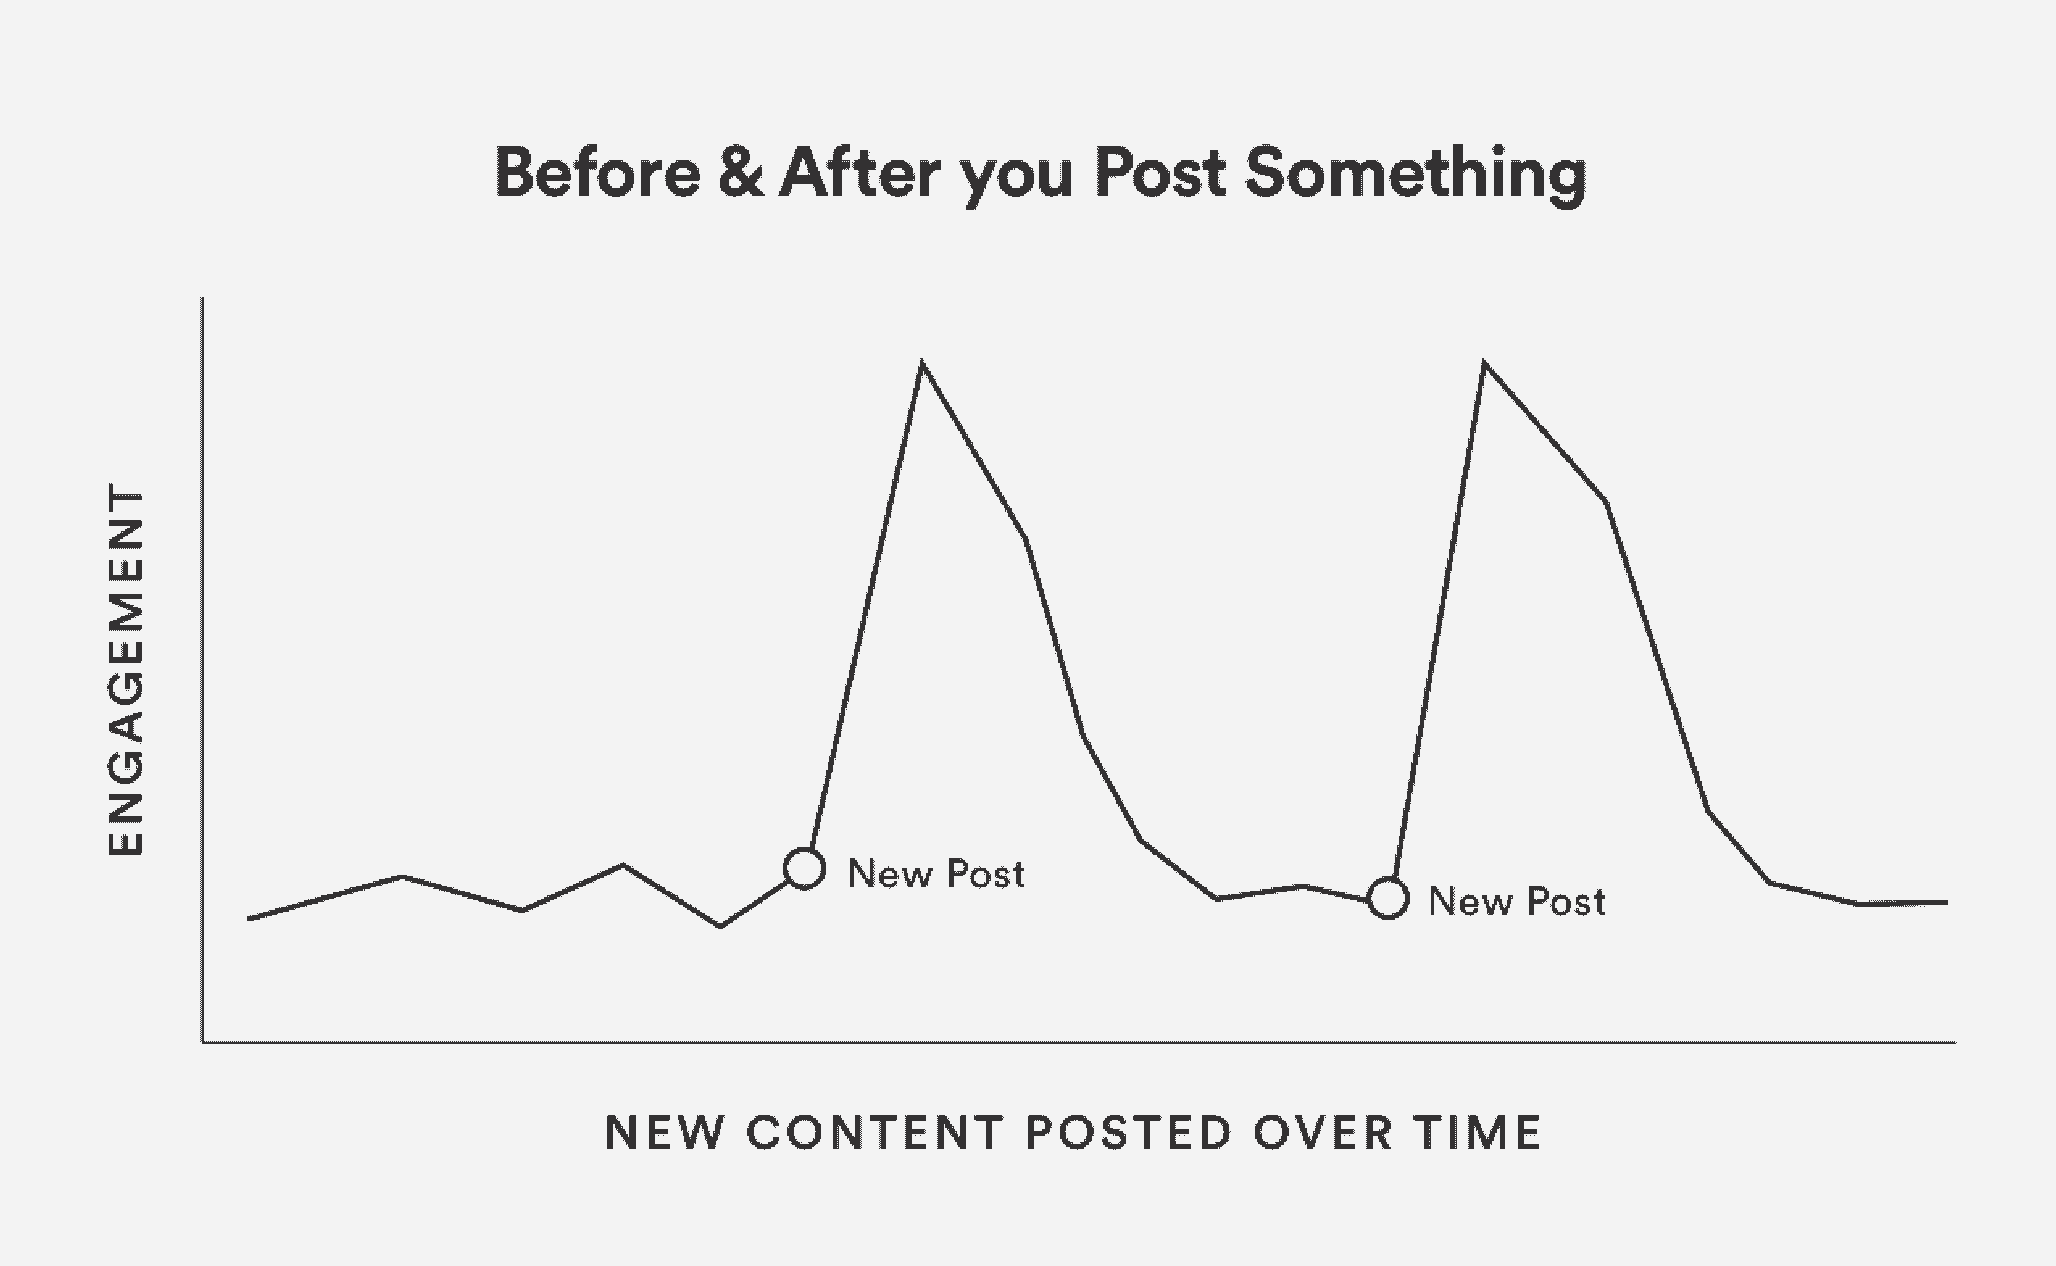 Before & After you Post Something
ENGAGEMENT
New Post
New Post
NEW CONTENT POSTED OVER TIME